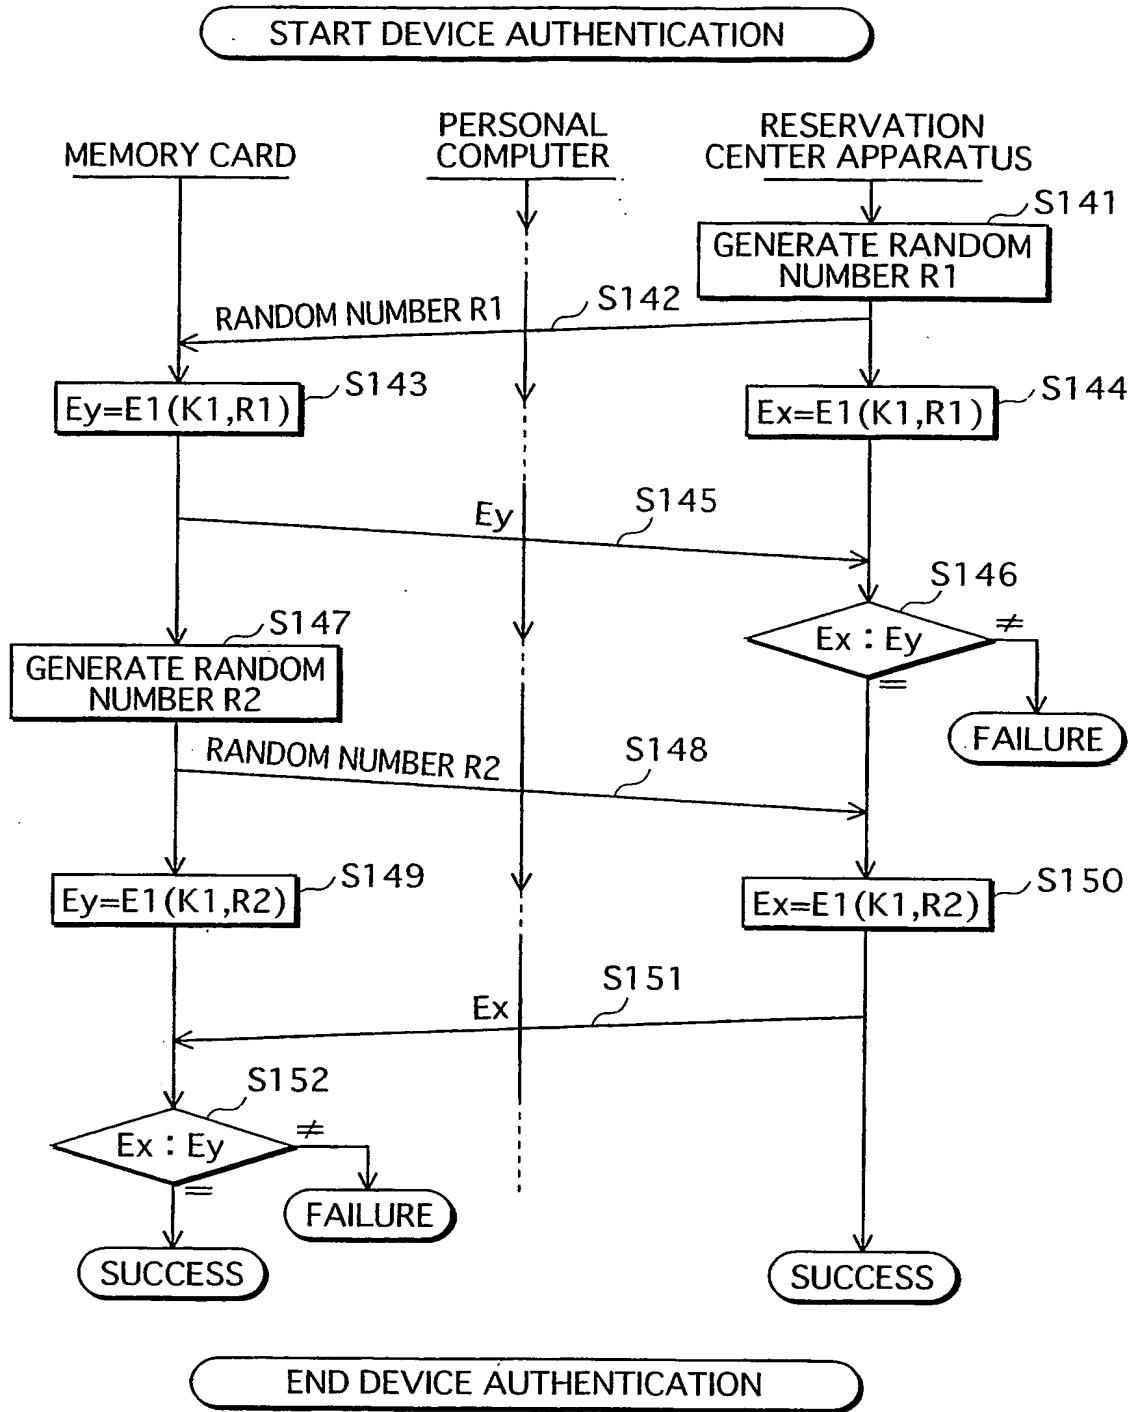 START DEVICE AUTHENTICATION
MEMORY CARD
PERSONAL
COMPUTER
RESERVATION
CENTER APPARATUS
S141
GENERATE RANDOM
NUMBER R1
S142
RANDOM NUMBER R1
S143
Ey=E1(K1,R1)
S144
Ex=E1(K1,R1)
S145
Ey
S146
Ex : Ey
≠
=
FAILURE
S147
GENERATE RANDOM
NUMBER R2
S148
RANDOM NUMBER R2
S149
Ey=E1(K1,R2)
S150
Ex=E1(K1,R2)
S151
Ex
S152
Ex : Ey
≠
=
FAILURE
SUCCESS
SUCCESS
END DEVICE AUTHENTICATION